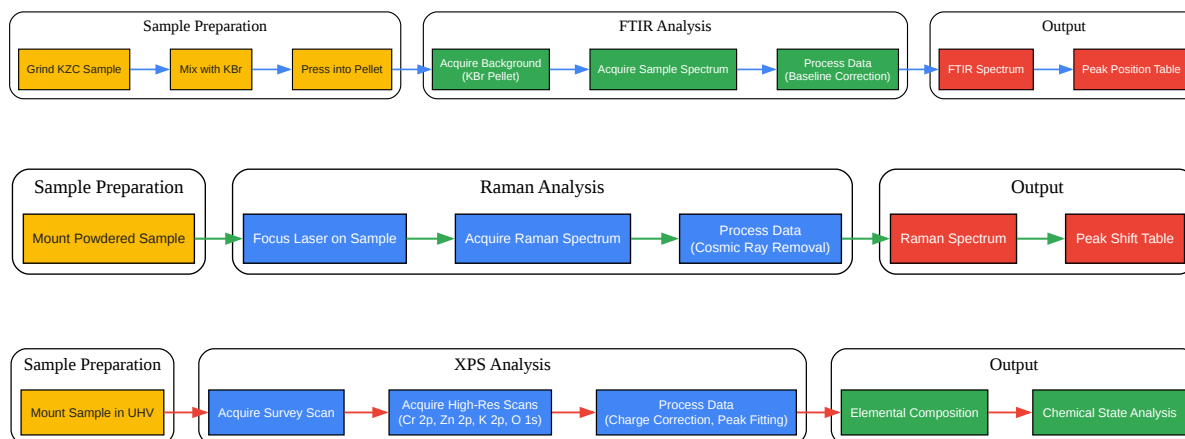 Sample Preparation
FTIR Analysis
Output
Grind KZC Sample
Mix with KBr
Press into Pellet
Acquire Background
(KBr Pellet)
Acquire Sample Spectrum
Process Data
(Baseline Correction)
FTIR Spectrum
Peak Position Table
Sample Preparation
Raman Analysis
Output
Mount Powdered Sample
Focus Laser on Sample
Acquire Raman Spectrum
Process Data
(Cosmic Ray Removal)
Raman Spectrum
Peak Shift Table
Sample Preparation
XPS Analysis
Output
Mount Sample in UHV
Acquire Survey Scan
Acquire High-Res Scans
(Cr 2p, Zn 2p, K 2p, O 1s)
Process Data
(Charge Correction, Peak Fitting)
Elemental Composition
Chemical State Analysis